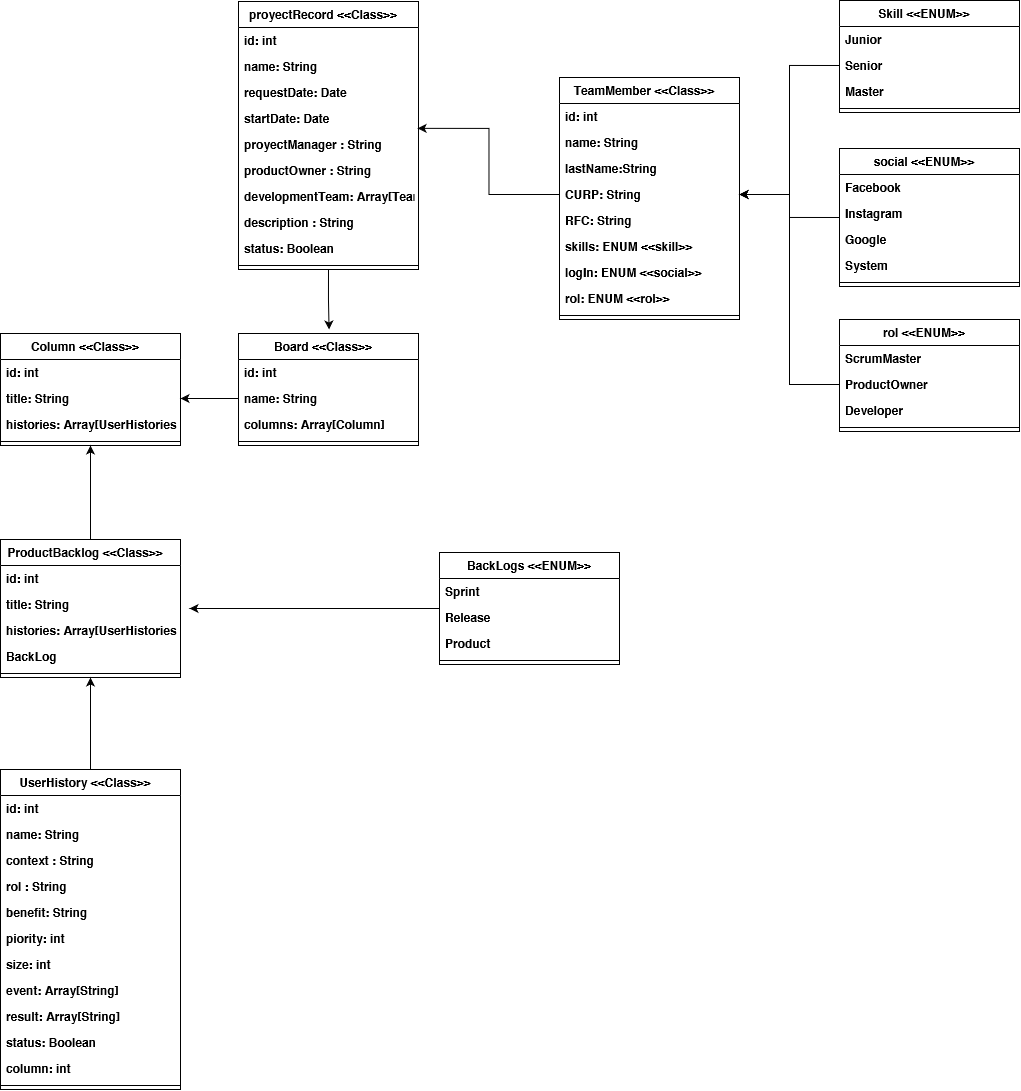 proyectRecord <<Class>>
id: int
name: String
requestDate: Date
startDate: Date
proyectManager : String
productOwner : String
developmentTeam: Array[Tear
description : String
status: Boolean
TeamMember <<Class>>
id: int
name: String
lastName:String
CURP: String
RFC: String
skills: ENUM <<skill>>
logIn: ENUM <<social>>
rol: ENUM <<rol>>
Skill <<ENUM>>
Junior
Senior
Master
social <<ENUM>>
Facebook
Instagram
Google
System
rol <<ENUM>>
ScrumMaster
ProductOwner
Developer
Column <<Class>>
id: int
title: String
histories: Array[UserHistories
Board <<Class>>
id: int
name: String
columns: Array[Column]
ProductBacklog <<Class>>
id: int
title: String
histories: Array[UserHistories
BackLog
BackLogs <<ENUM>>
Sprint
Release
Product
UserHistory <<Class>>
id: int
name: String
context : String
rol : String
benefit: String
piority: int
size: int
event: Array[String]
result: Array[String]
status: Boolean
column: int